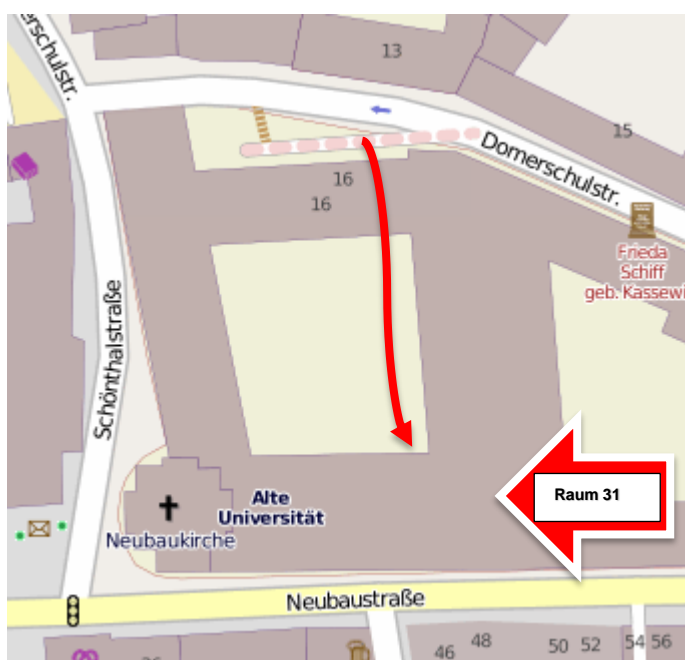 erschulstr.
13
15
Domerschulstr.
16
16
Frieda
Schiff
geb. Kassewi
Schönthalstraße
Raum 31
Alte
Universität
Neubaukirche
Neubaustraße
46
48
50
52
54
56